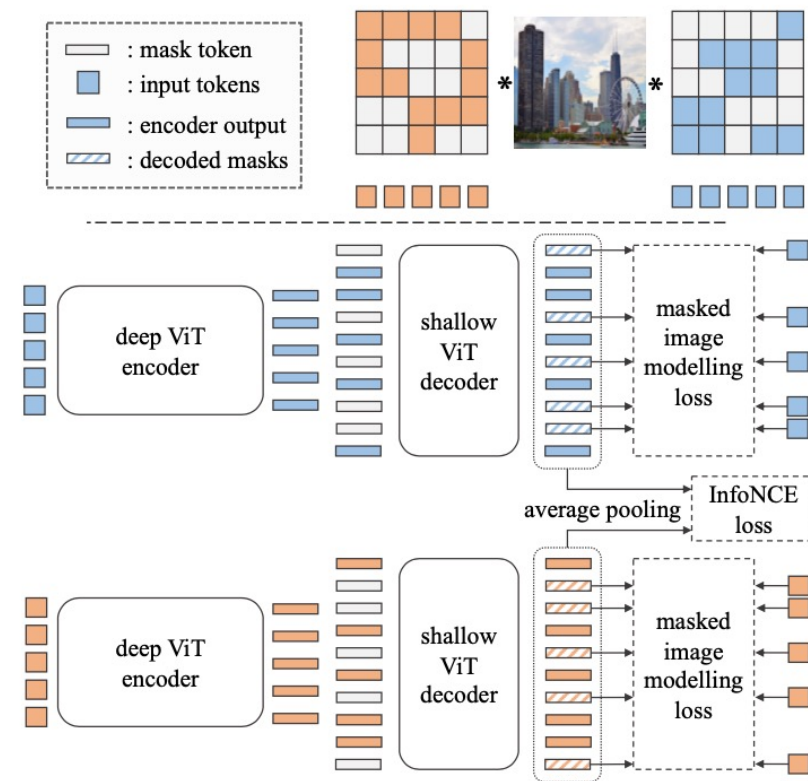 : mask token
: input tokens
: encoder output
: decoded masks
*
*
deep ViT
encoder
shallow
ViT
decoder
masked
image
modelling
loss
average pooling
InfoNCE
loss
deep ViT
encoder
shallow
ViT
decoder
masked
image
modelling
loss